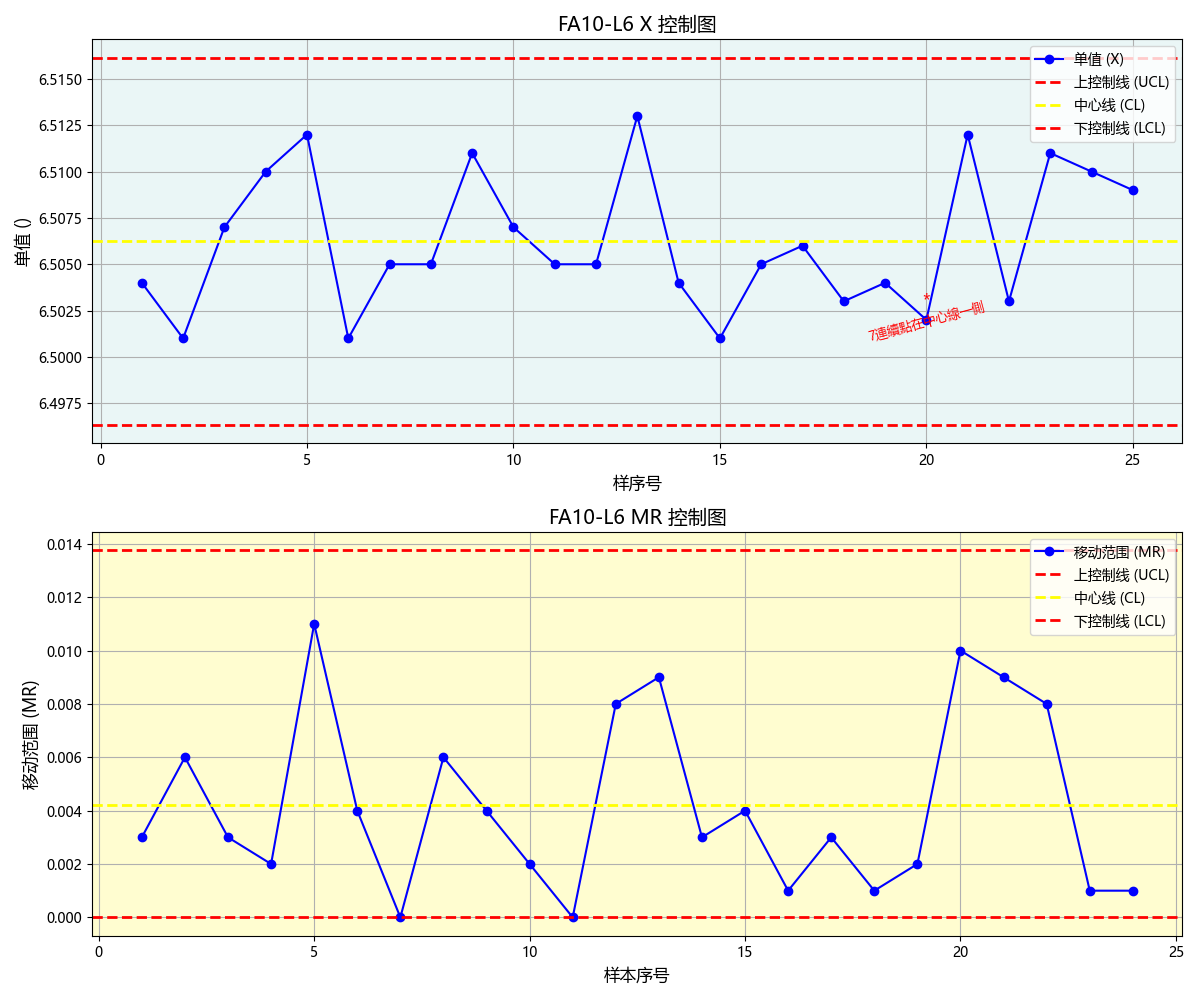 FA10-L6 X 控制图
单值 (X)
上控制线 (UCL)
中心线 (CL)
下控制线 (LCL)
单值 ()
6.5150
6.5125
6.5100
6.5075
6.5050
6.5025
6.5000
6.4975
*
7連續點在中心線一側
0 5 10 15 20 25
样序号
FA10-L6 MR 控制图
移动范围 (MR)
上控制线 (UCL)
中心线 (CL)
下控制线 (LCL)
移动范围 (MR)
0.014
0.012
0.010
0.008
0.006
0.004
0.002
0.000
0 5 10 15 20 25
样本序号